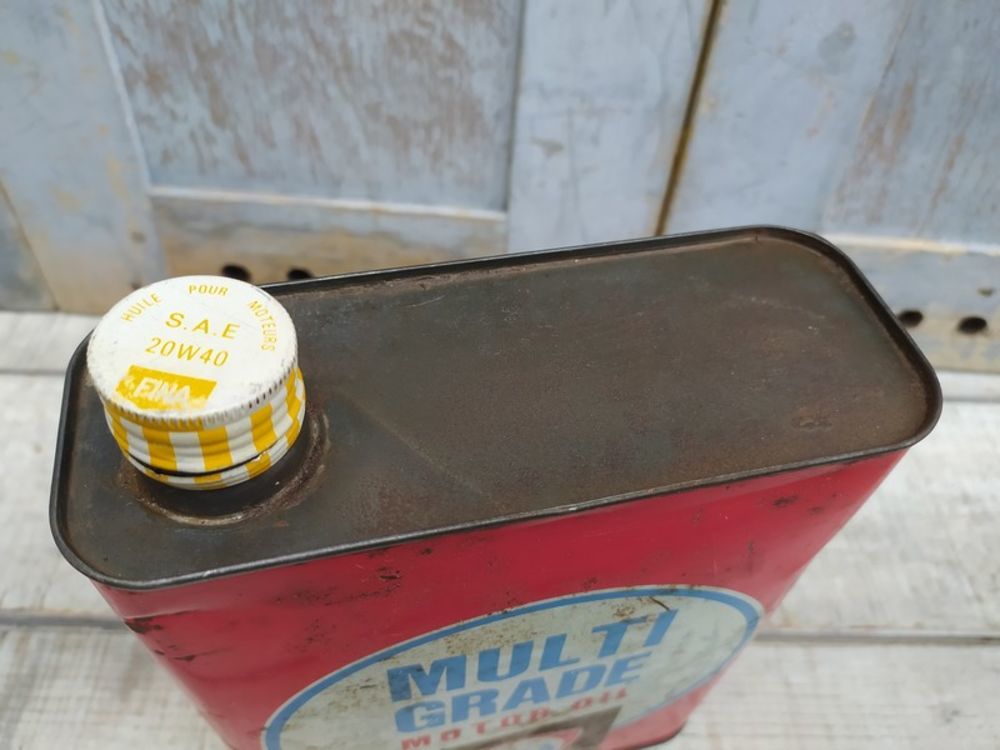 HUILE POUR MOTEURS
S.A.E
20W40
FINA
MULTI
GRADE
MOTOR OIL